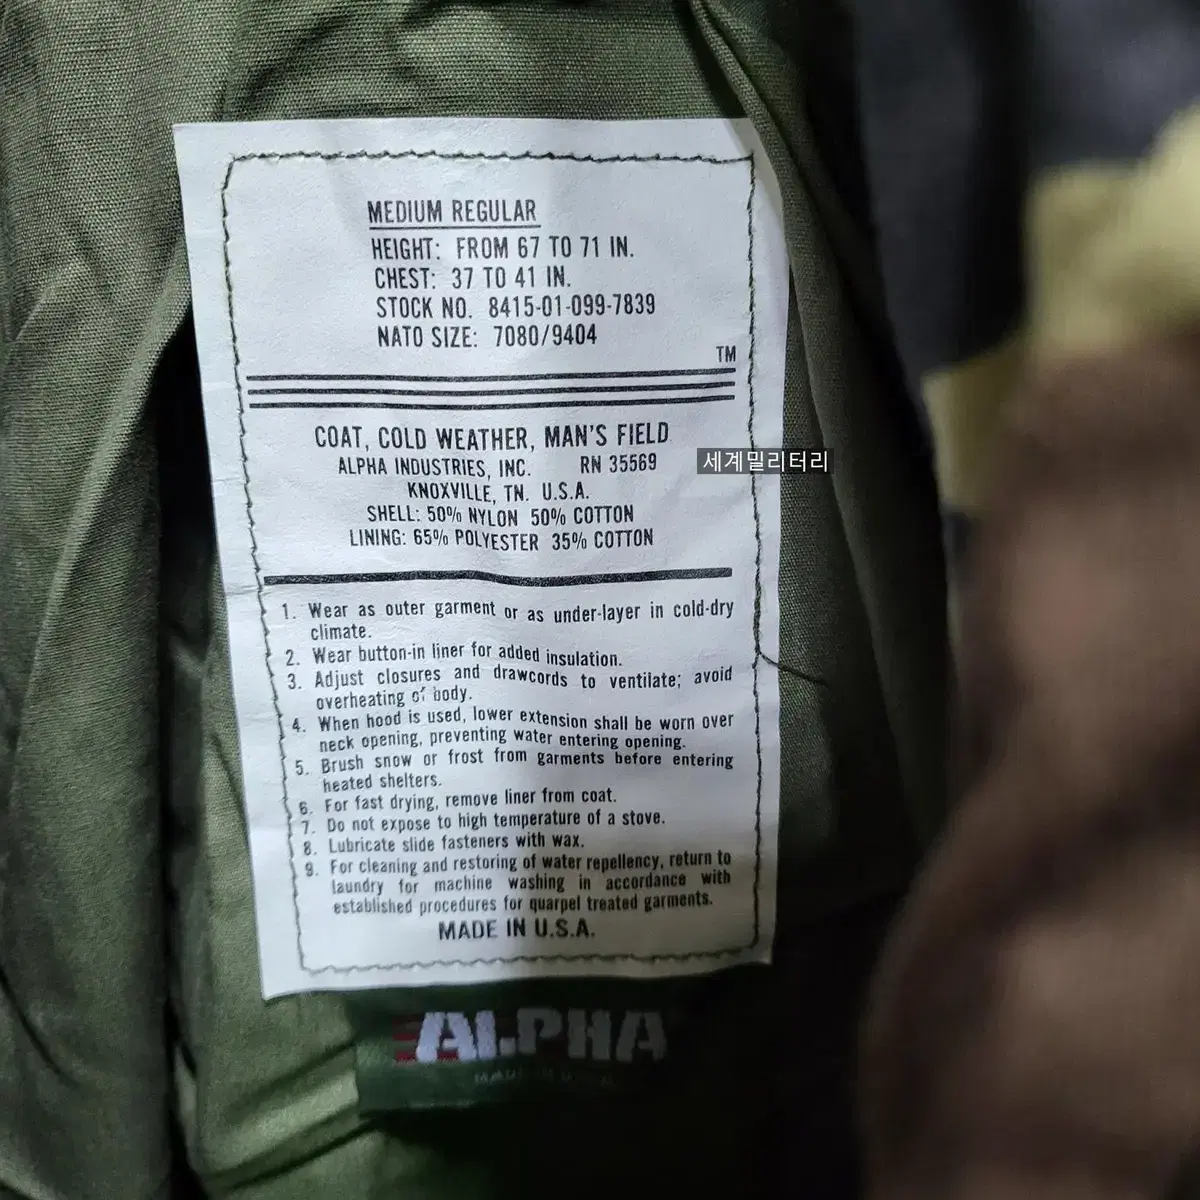 MEDIUM REGULAR
HEIGHT: FROM 67 TO 71 IN.
CHEST: 37 TO 41 IN.
STOCK NO. 8415-01-099-7839
NATO SIZE: 7080/9404
TM
COAT, COLD WEATHER, MAN'S FIELD
ALPHA INDUSTRIES, INC. RN 35569
세계밀리터리
KNOXVILLE, TN. U.S.A.
SHELL: 50% NYLON 50% COTTON
LINING: 65% POLYESTER 35% COTTON
1. Wear as outer garment or as under-layer in cold-dry
climate.
2. Wear button-in liner for added insulation.
3. Adjust closures and drawcords to ventilate; avoid
overheating of body.
4. When hood is used, lower extension shall be worn over
neck opening, preventing water entering opening.
5. Brush snow or frost from garments before entering
heated shelters.
6. For fast drying, remove liner from coat.
7. Do not expose to high temperature of a stove.
8. Lubricate slide fasteners with wax.
9. For cleaning and restoring of water repellency, return to
laundry for machine washing in accordance with
established procedures for quarpel treated garments.
MADE IN U.S.A.
ALPHA